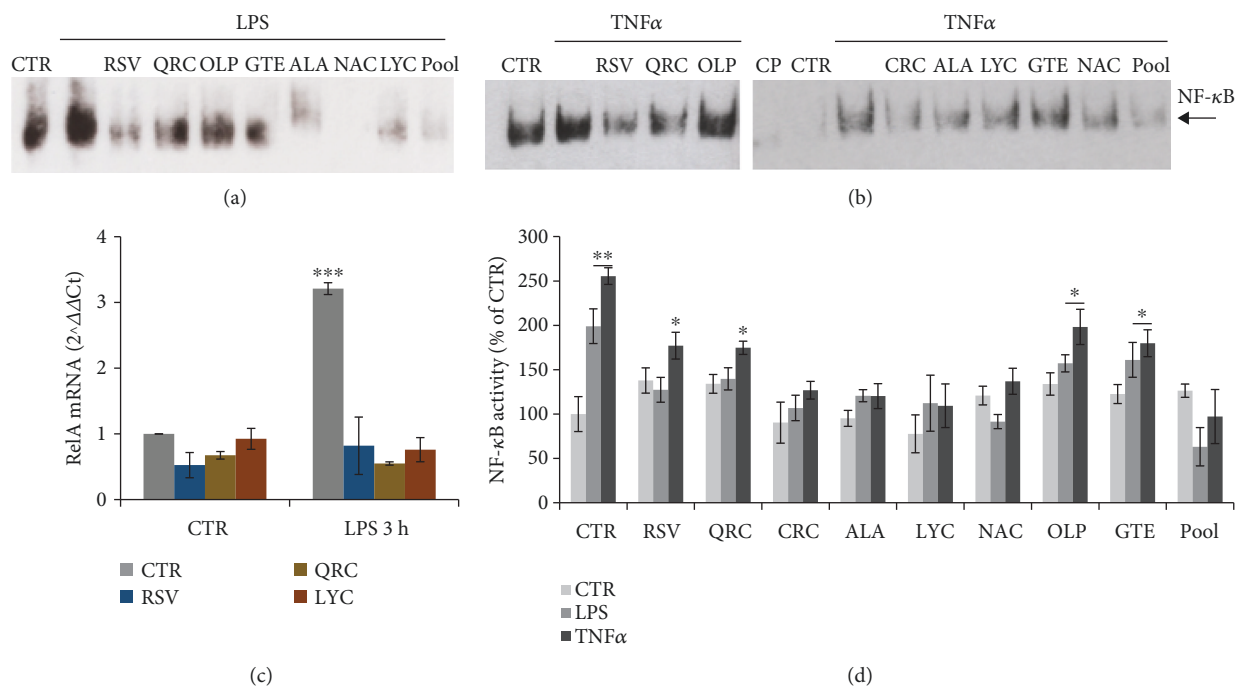 LPS
CTR RSV QRC OLP GTE ALA NAC LYC Pool
(a)
TNFα TNFα
CTR RSV QRC OLP CP CTR CRC ALA LYC GTE NAC Pool
NF-κB
(b)
RelA mRNA (2^ΔΔCt)
4
3
2
1
0
***
CTR LPS 3 h
CTR QRC
RSV LYC
(c)
NF-κB activity (% of CTR)
300
250
200
150
100
50
0
** * * * *
CTR RSV QRC CRC ALA LYC NAC OLP GTE Pool
CTR
LPS
TNFα
(d)